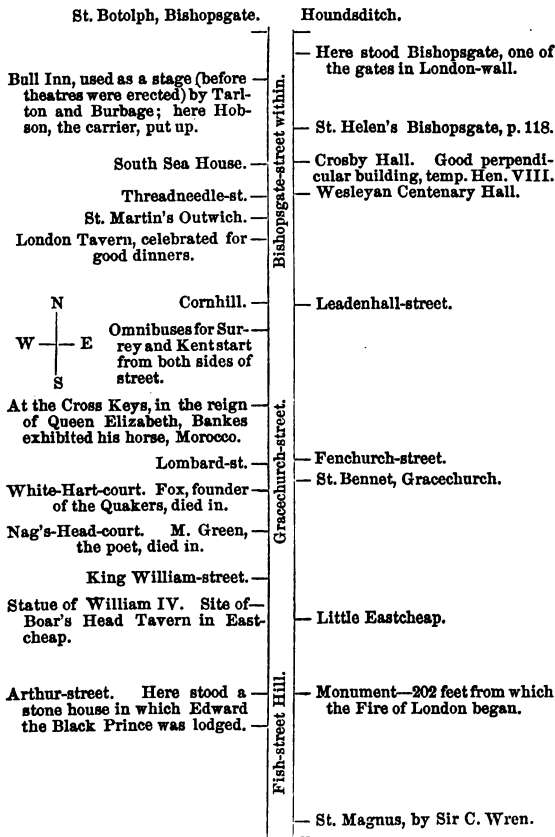 St. Botolph, Bishopsgate.
Houndsditch.
Here stood Bishopsgate, one of
the gates in London-wall.
Bull Inn, used as a stage (before
theatres were erected) by Tarl-
ton and Burbage; here Hob-
son, the carrier, put up.
Bishopsgate-street within.
St. Helen's Bishopsgate, p. 118.
South Sea House.
Crosby Hall. Good perpendi-
cular building, temp. Hen. VIII.
Threadneedle-st.
Wesleyan Centenary Hall.
St. Martin's Outwich.
London Tavern, celebrated for
good dinners.
N
W
E
S
Cornhill.
Leadenhall-street.
Omnibuses for Sur-
rey and Kent start
from both sides of
street.
At the Cross Keys, in the reign
of Queen Elizabeth, Bankes
exhibited his horse, Morocco.
Gracechurch-street.
Lombard-st.
Fenchurch-street.
St. Bennet, Gracechurch.
White-Hart-court. Fox, founder
of the Quakers, died in.
Nag's-Head-court. M. Green,
the poet, died in.
King William-street.
Statue of William IV. Site of
Boar's Head Tavern in East-
cheap.
Little Eastcheap.
Fish-street Hill.
Arthur-street. Here stood a
stone house in which Edward
the Black Prince was lodged.
Monument—202 feet from which
the Fire of London began.
St. Magnus, by Sir C. Wren.